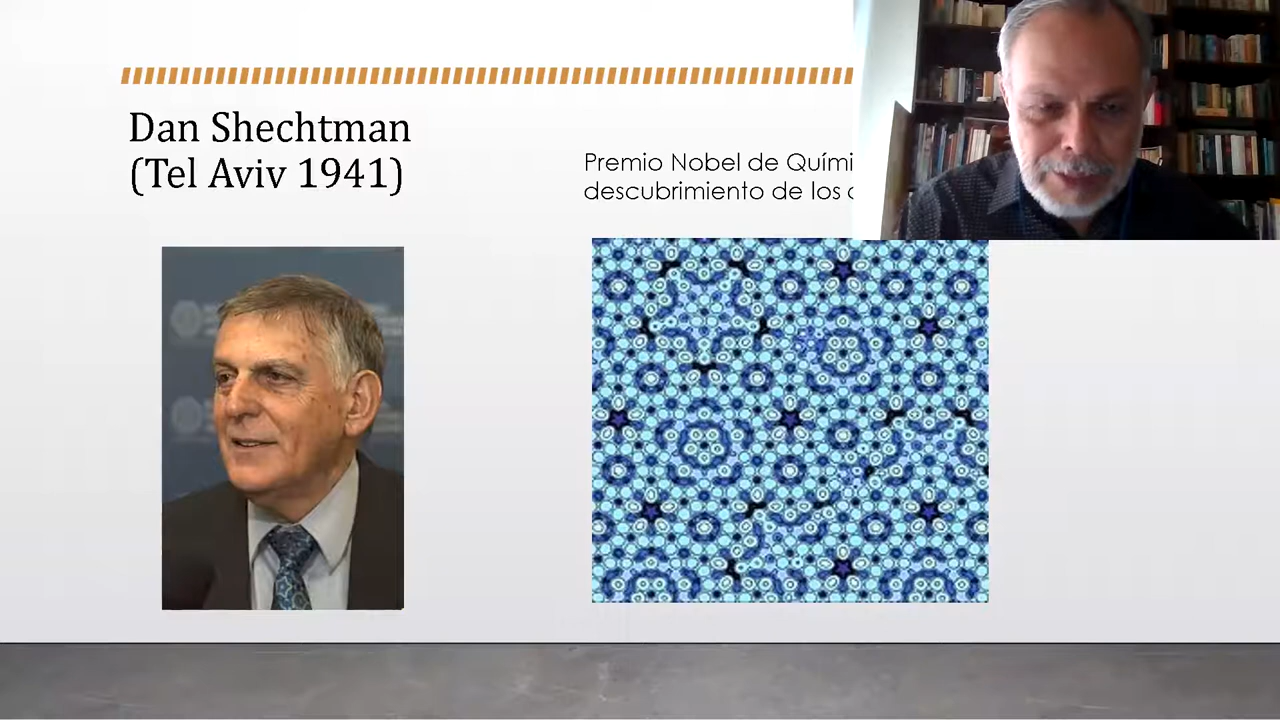 Dan Shechtman
(Tel Aviv 1941)
Premio Nobel de Quími
descubrimiento de los